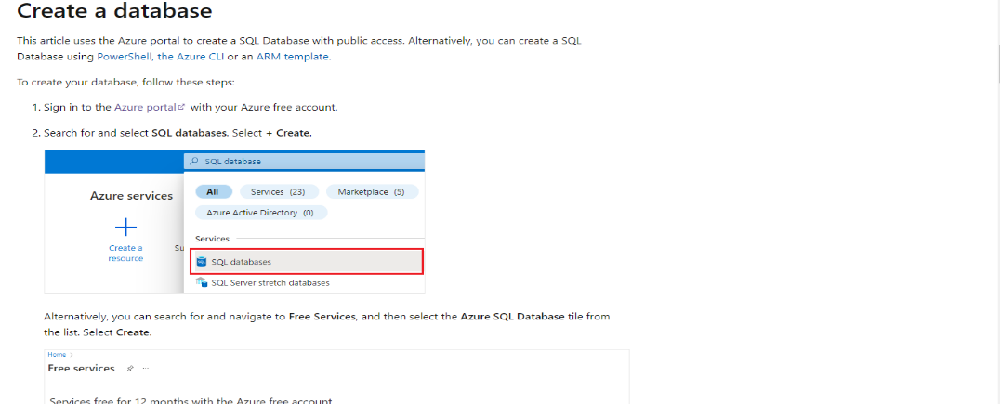 Create a database
This article uses the Azure portal to create a SQL Database with public access. Alternatively, you can create a SQL
Database using PowerShell, the Azure CLI or an ARM template.
To create your database, follow these steps:
1. Sign in to the Azure portal with your Azure free account.
2. Search for and select SQL databases. Select + Create.
SQL database
All Services (23) Marketplace (5)
Azure services
Azure Active Directory (0)
Services
Create a
resource
Su
SQL databases
SQL Server stretch databases
Alternatively, you can search for and navigate to Free Services, and then select the Azure SQL Database tile from
the list. Select Create.
Home >
Free services ...
Services free for 12 months with the Azure free account